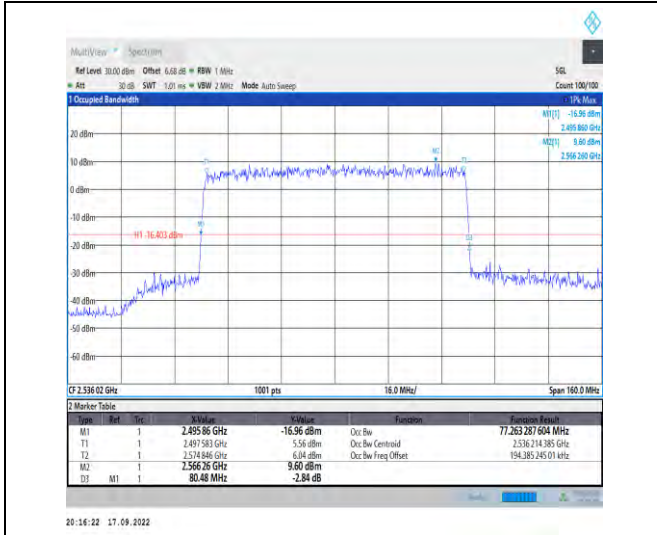 MultiView Spectrum
Ref Level 30.00 dBm Offset 6.68 dB RBW 1 MHz SGL
Att 30 dB SWT 1.01 ms VBW 2 MHz Mode Auto Sweep Count 100/100
1 Occupied Bandwidth 1Pk Max
M1[1] -16.96 dBm
2.495 860 GHz
M2[1] 9.60 dBm
2.566 260 GHz
20 dBm
10 dBm
0 dBm
-10 dBm
-20 dBm
-30 dBm
-40 dBm
-50 dBm
-60 dBm
M2
T1
T2
M1
D3
H1 -16.403 dBm
CF 2.536 02 GHz 1001 pts 16.0 MHz/ Span 160.0 MHz
2 Marker Table
Type Ref Trc X-Value Y-Value Function Function Result
M1 1 2.495 86 GHz -16.96 dBm Occ Bw 77.263 287 604 MHz
T1 1 2.497 583 GHz 5.56 dBm Occ Bw Centroid 2.536 214 385 GHz
T2 1 2.574 846 GHz 6.04 dBm Occ Bw Freq Offset 194.385 245 01 kHz
M2 1 2.566 26 GHz 9.60 dBm
D3 M1 1 80.48 MHz -2.84 dB
20:16:22 17.09.2022